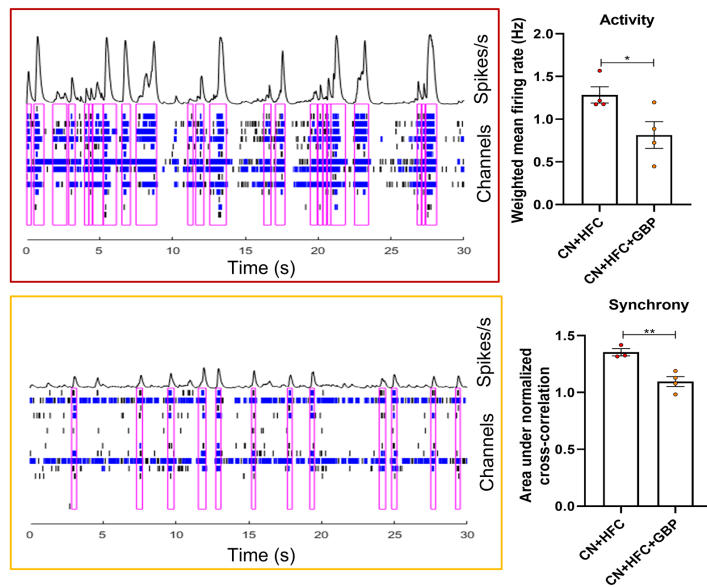 Spikes/s
Channels
0 5 10 15 20 25 30
Time (s)
Activity
Weighted mean firing rate (Hz)
2.0
1.5
1.0
0.5
0.0
*
CN+HFC
CN+HFC+GBP
Spikes/s
Channels
0 5 10 15 20 25 30
Time (s)
Synchrony
Area under normalized
cross-correlation
1.5
1.0
0.5
0.0
**
CN+HFC
CN+HFC+GBP